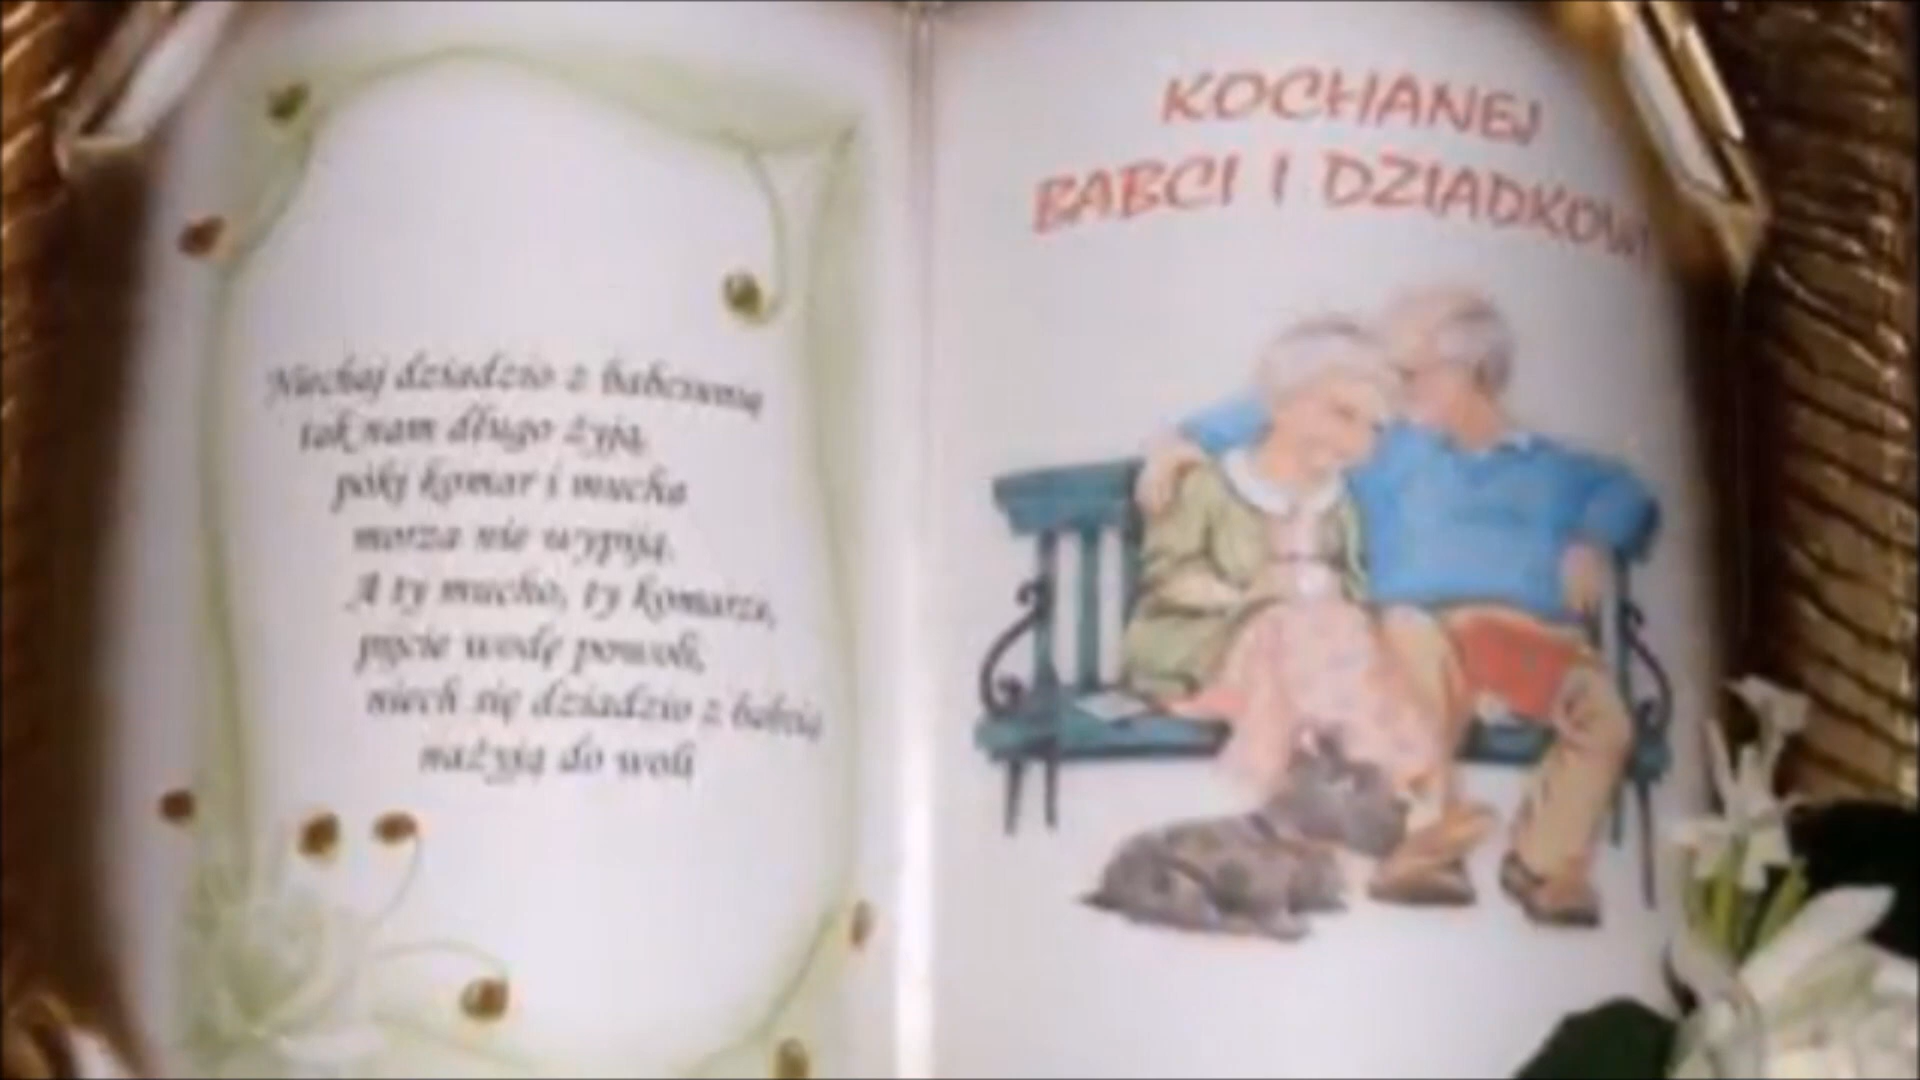 Niechaj dziadzio z babciunią
tak nam długo żyją,
póki komar i mucha
morza nie wypiją.
A ty mucho, ty komarze,
pijcie wodę powoli,
niech się dziadzio z babcią
nażyją do woli
KOCHANEJ
BABCI I DZIADKOWI